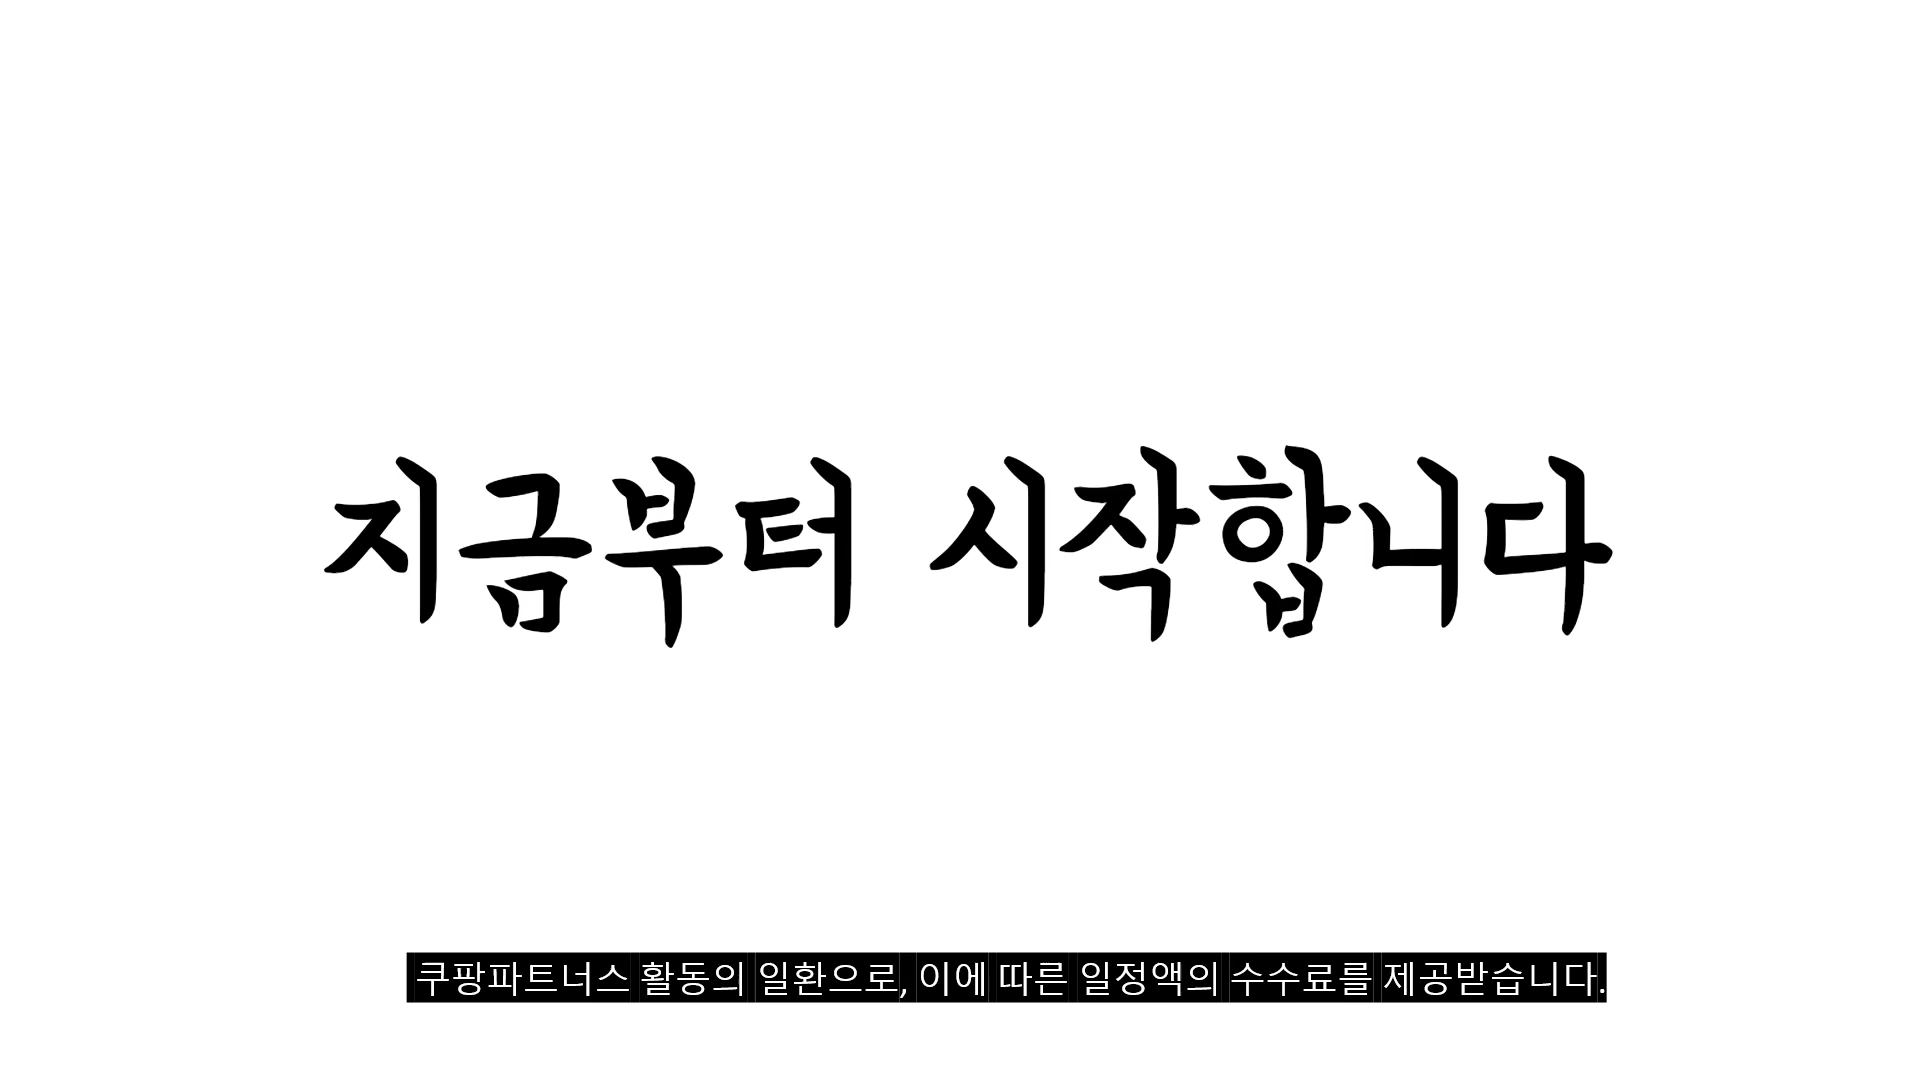 지금부터 시작합니다
쿠팡파트너스 활동의 일환으로, 이에 따른 일정액의 수수료를 제공받습니다.